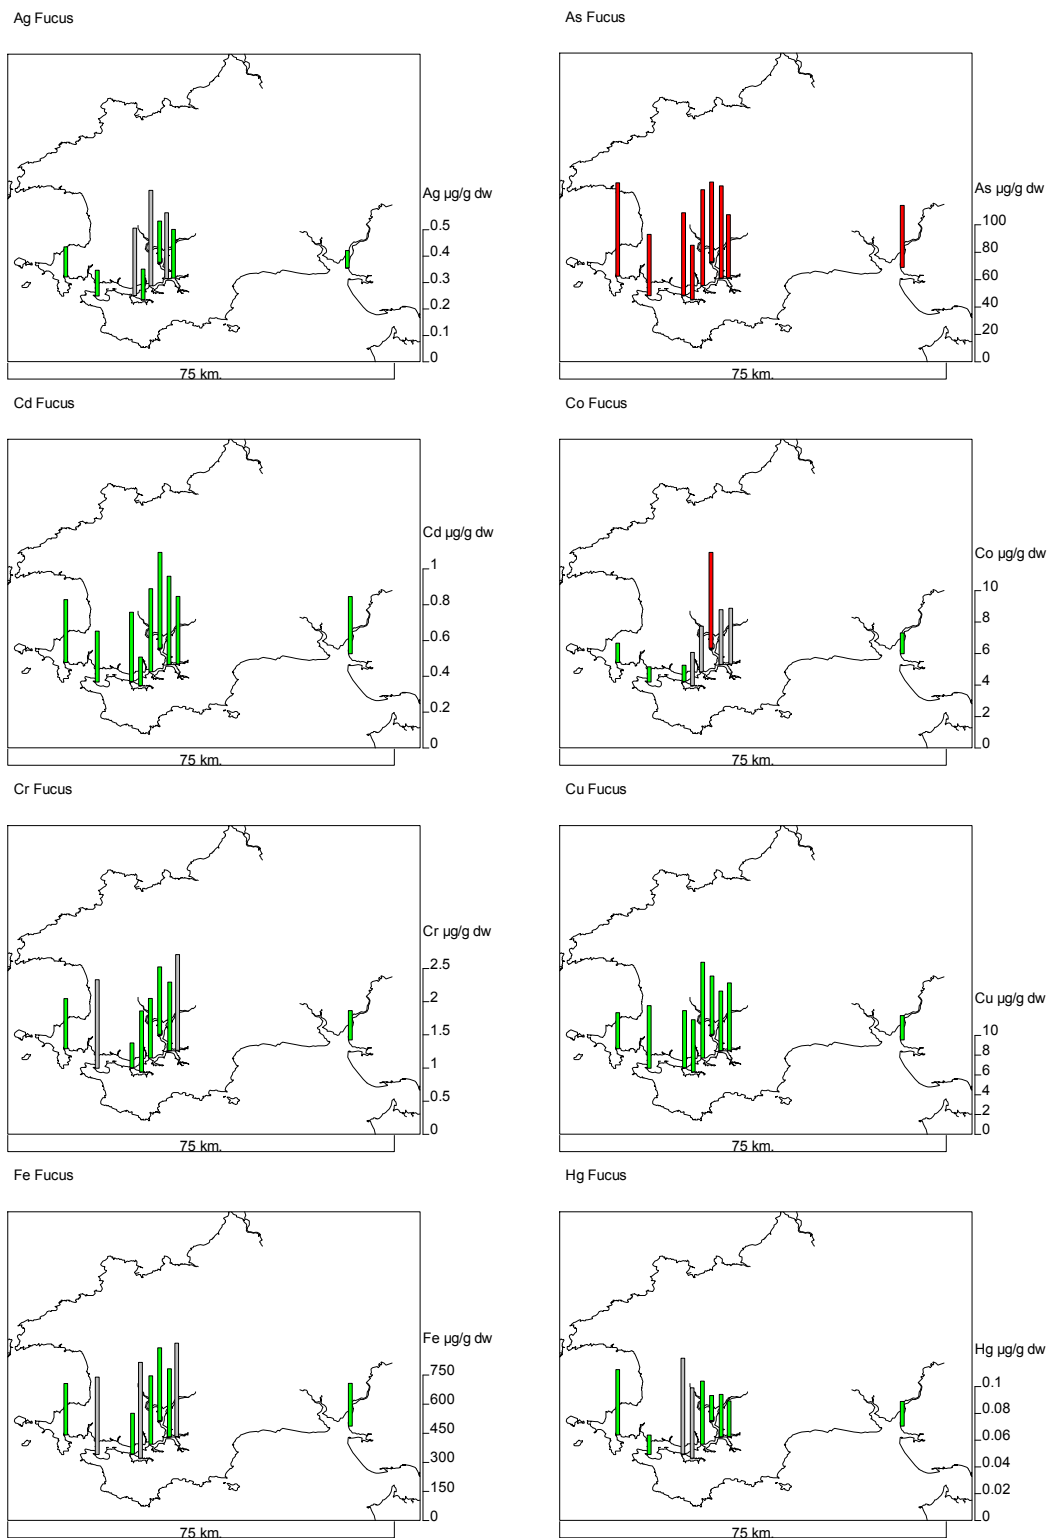 Ag Fucus
Ag µg/g dw
0.5
0.4
0.3
0.2
0.1
0
75 km.
As Fucus
As µg/g dw
100
80
60
40
20
0
75 km.
Cd Fucus
Cd µg/g dw
1
0.8
0.6
0.4
0.2
0
75 km.
Co Fucus
Co µg/g dw
10
8
6
4
2
0
75 km.
Cr Fucus
Cr µg/g dw
2.5
2
1.5
1
0.5
0
75 km.
Cu Fucus
Cu µg/g dw
10
8
6
4
2
0
75 km.
Fe Fucus
Fe µg/g dw
750
600
450
300
150
0
75 km.
Hg Fucus
Hg µg/g dw
0.1
0.08
0.06
0.04
0.02
0
75 km.